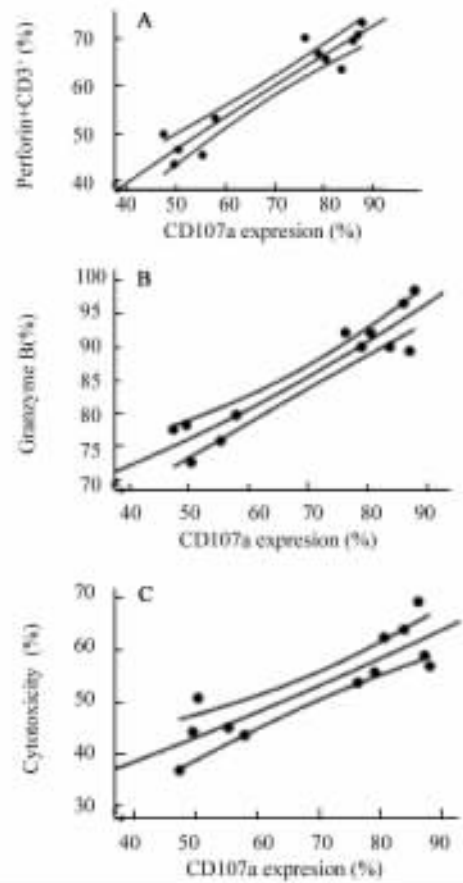 A
Perforin+CD3⁺ (%)
70
60
50
40
40 50 60 70 80 90
CD107a expresion (%)
B
Granzyme B(%)
100
95
90
85
80
75
70
40 50 60 70 80 90
CD107a expresion (%)
C
Cytotoxicity (%)
70
60
50
40
30
40 50 60 70 80 90
CD107a expresion (%)